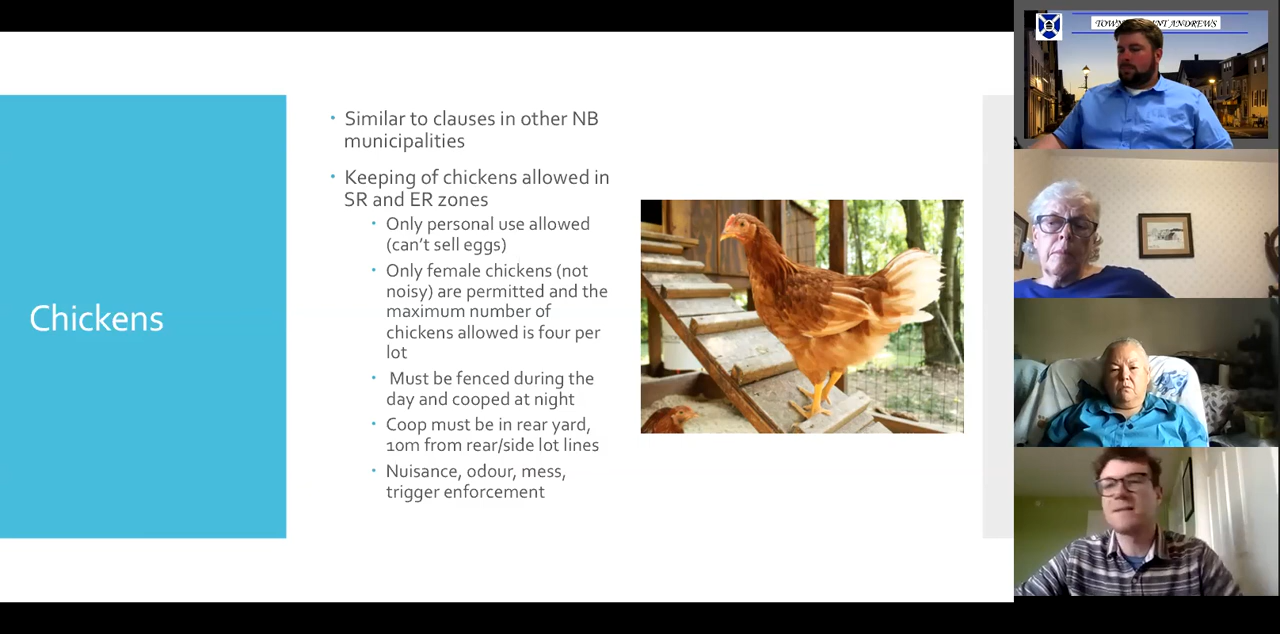 Chickens
Similar to clauses in other NB
municipalities
Keeping of chickens allowed in
SR and ER zones
Only personal use allowed
(can't sell eggs)
Only female chickens (not
noisy) are permitted and the
maximum number of
chickens allowed is four per
lot
Must be fenced during the
day and cooped at night
Coop must be in rear yard,
10m from rear/side lot lines
Nuisance, odour, mess,
trigger enforcement
ANDREWS